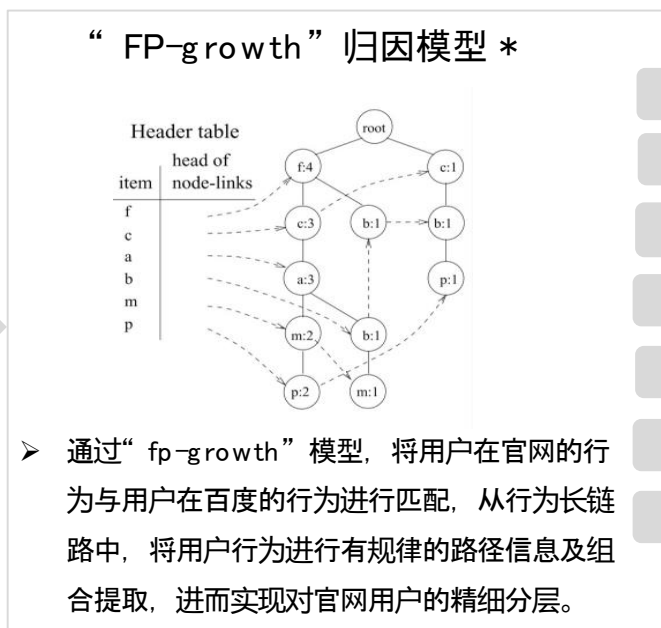 “ FP-growth”归因模型*
Header table
head of
item node-links
f
c
a
b
m
p
root
f:4
c:1
c:3
b:1
b:1
a:3
p:1
m:2
b:1
p:2
m:1
➢ 通过“ fp-growth”模型，将用户在官网的行
为与用户在百度的行为进行匹配，从行为长链
路中，将用户行为进行有规律的路径信息及组
合提取，进而实现对官网用户的精细分层。